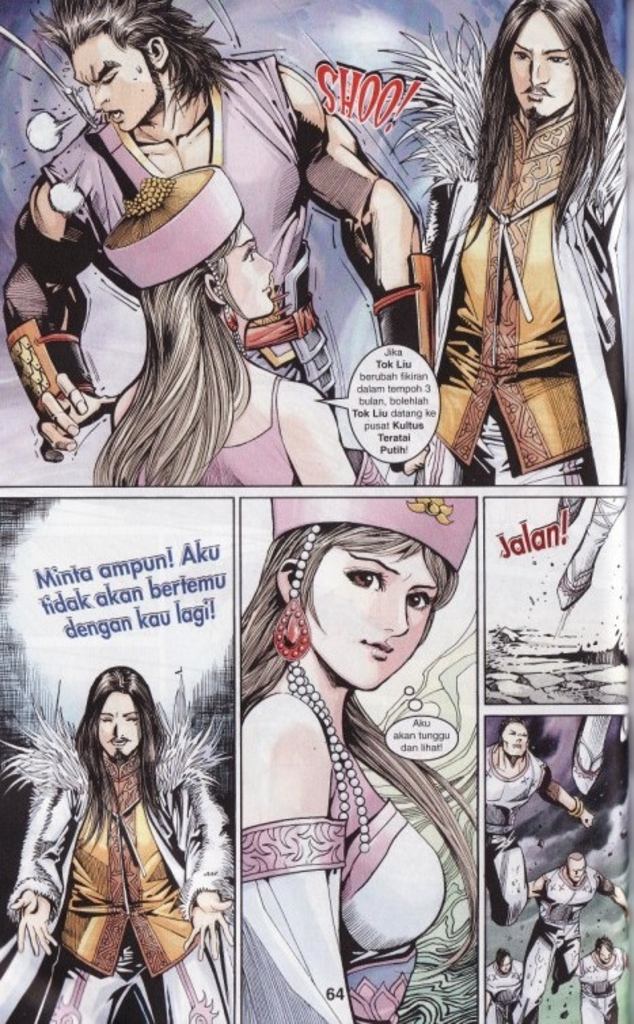 SHOO!
Jika
Tok Liu
berubah fikiran
dalam tempoh 3
bulan, bolehlah
Tok Liu datang ke
pusat Kultus
Teratai
Putih!
Minta ampun! Aku
tidak akan bertemu
dengan kau lagi!
Aku
akan tunggu
dan lihat!
Jalan!
64